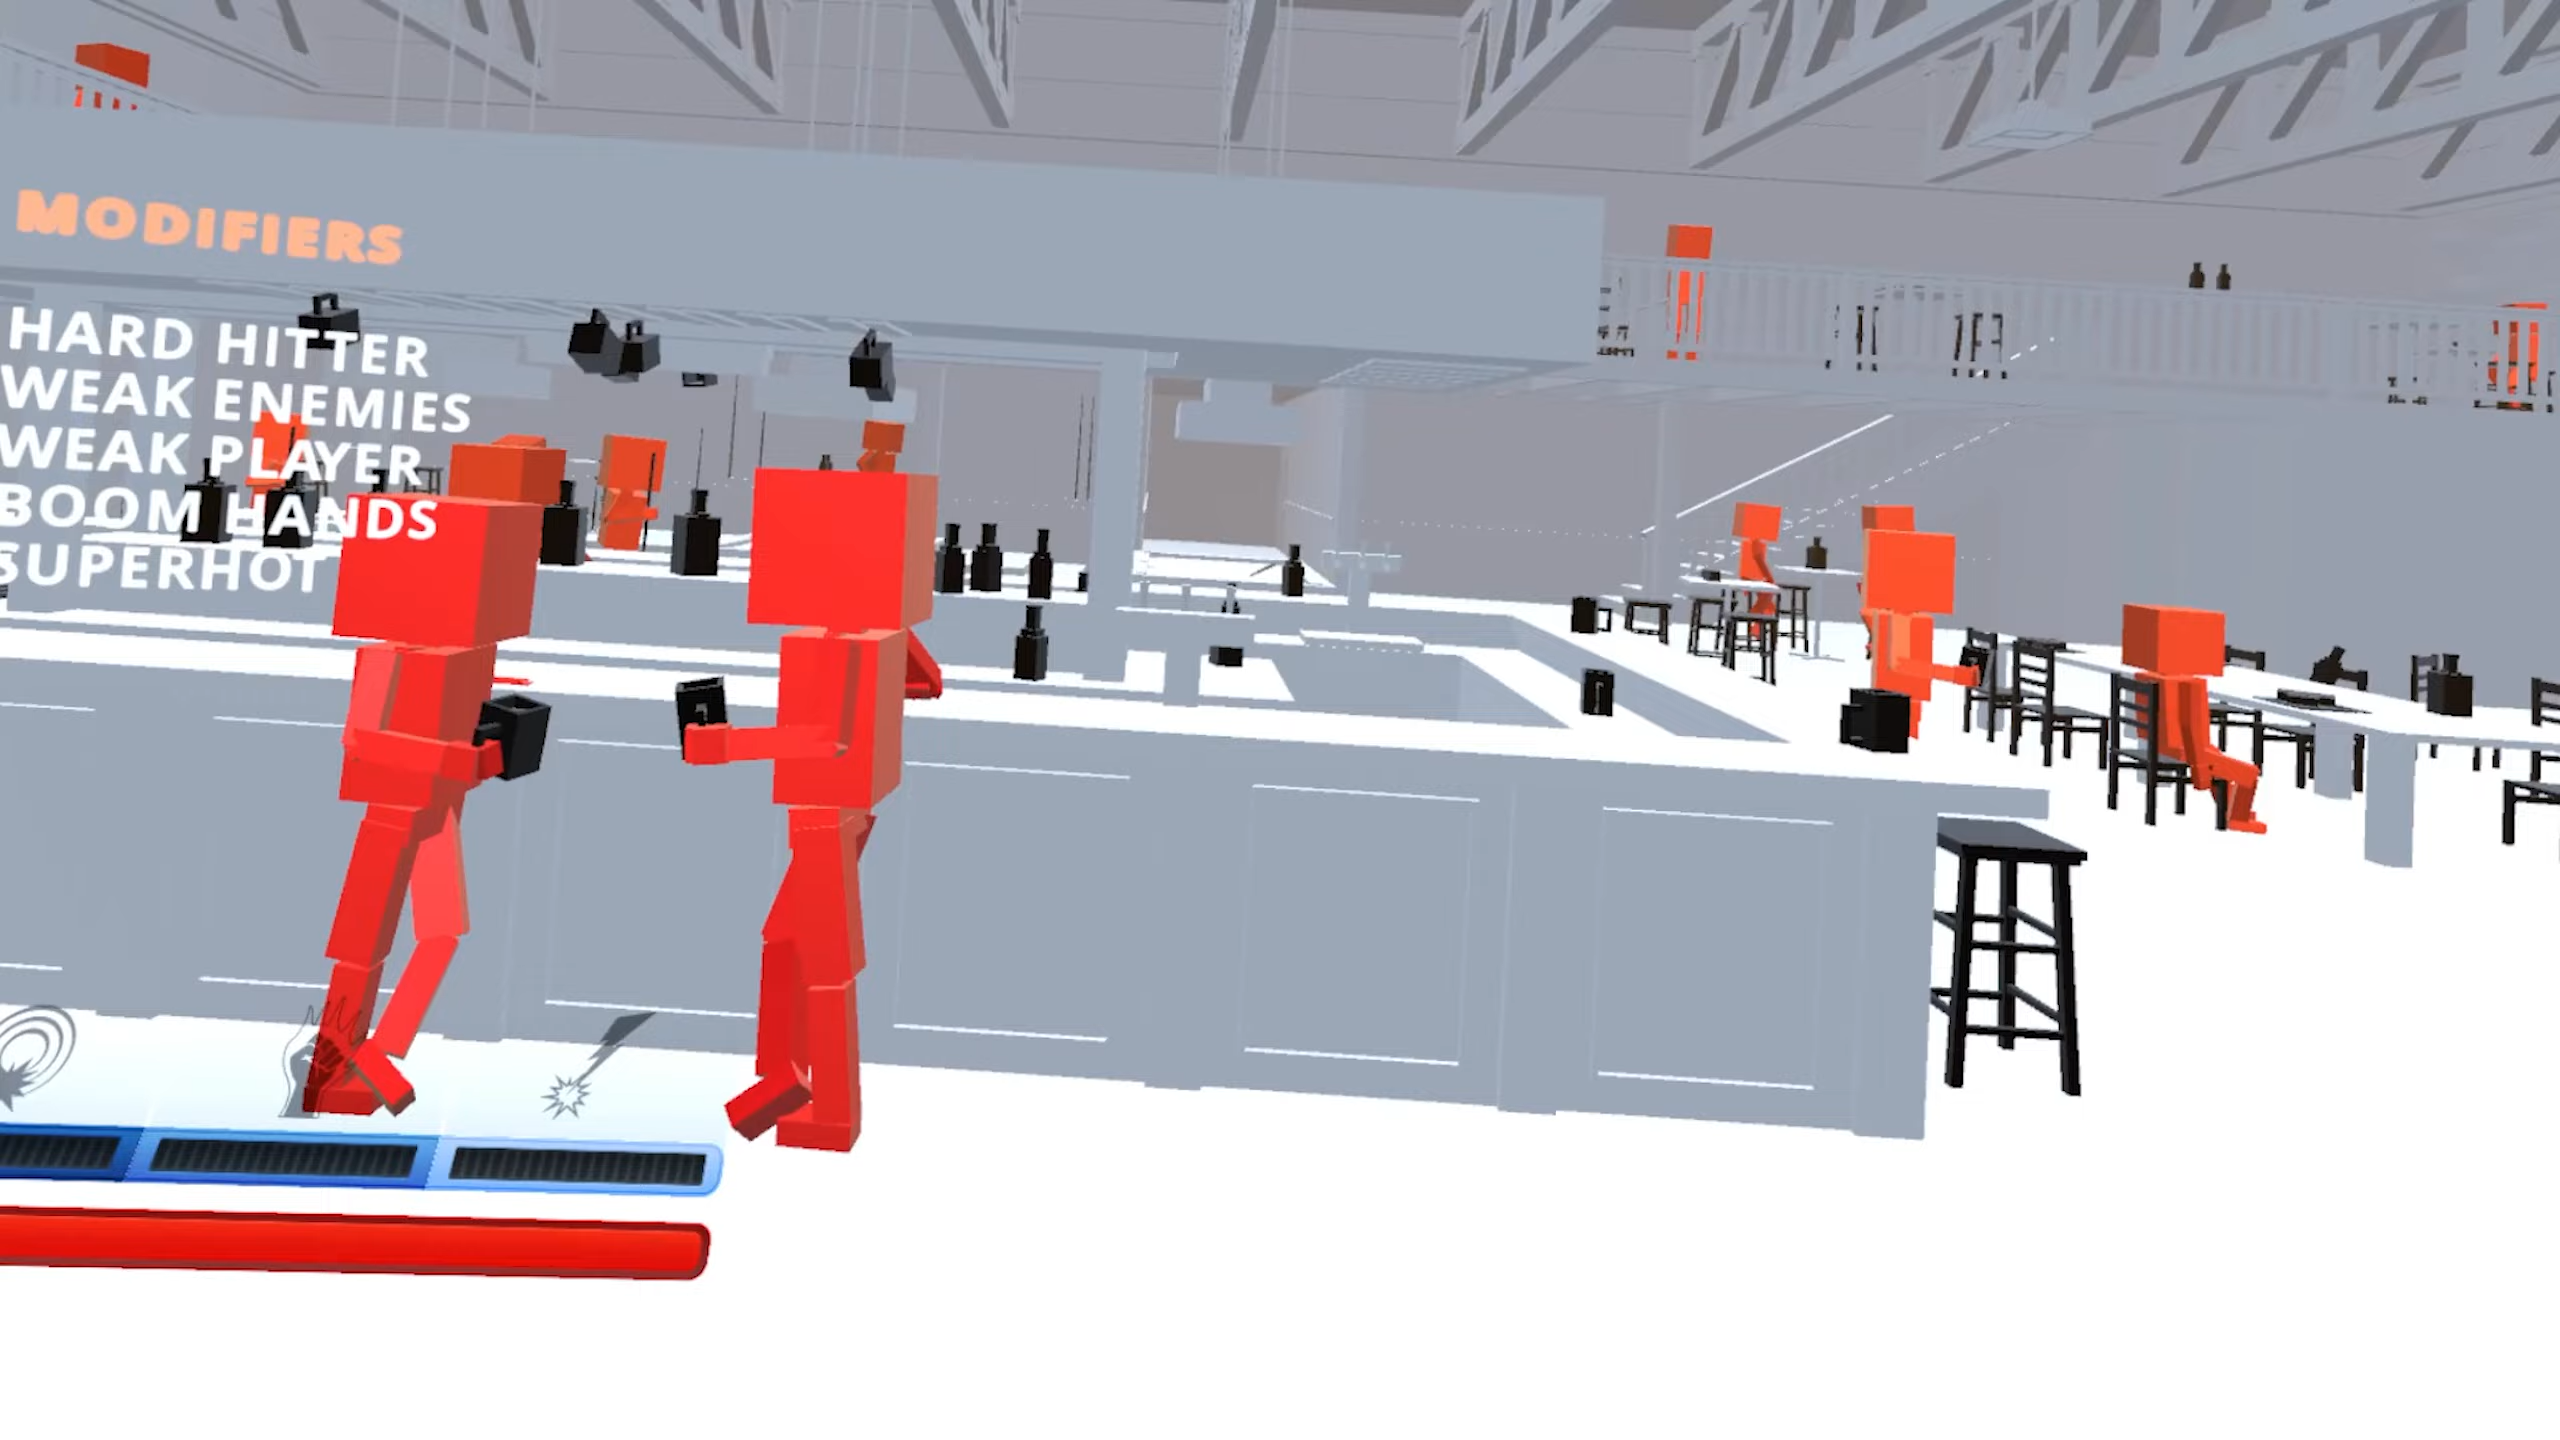 MODIFIERS
HARD HITTER
WEAK ENEMIES
WEAK PLAYER
BOOM HANDS
SUPERHOT